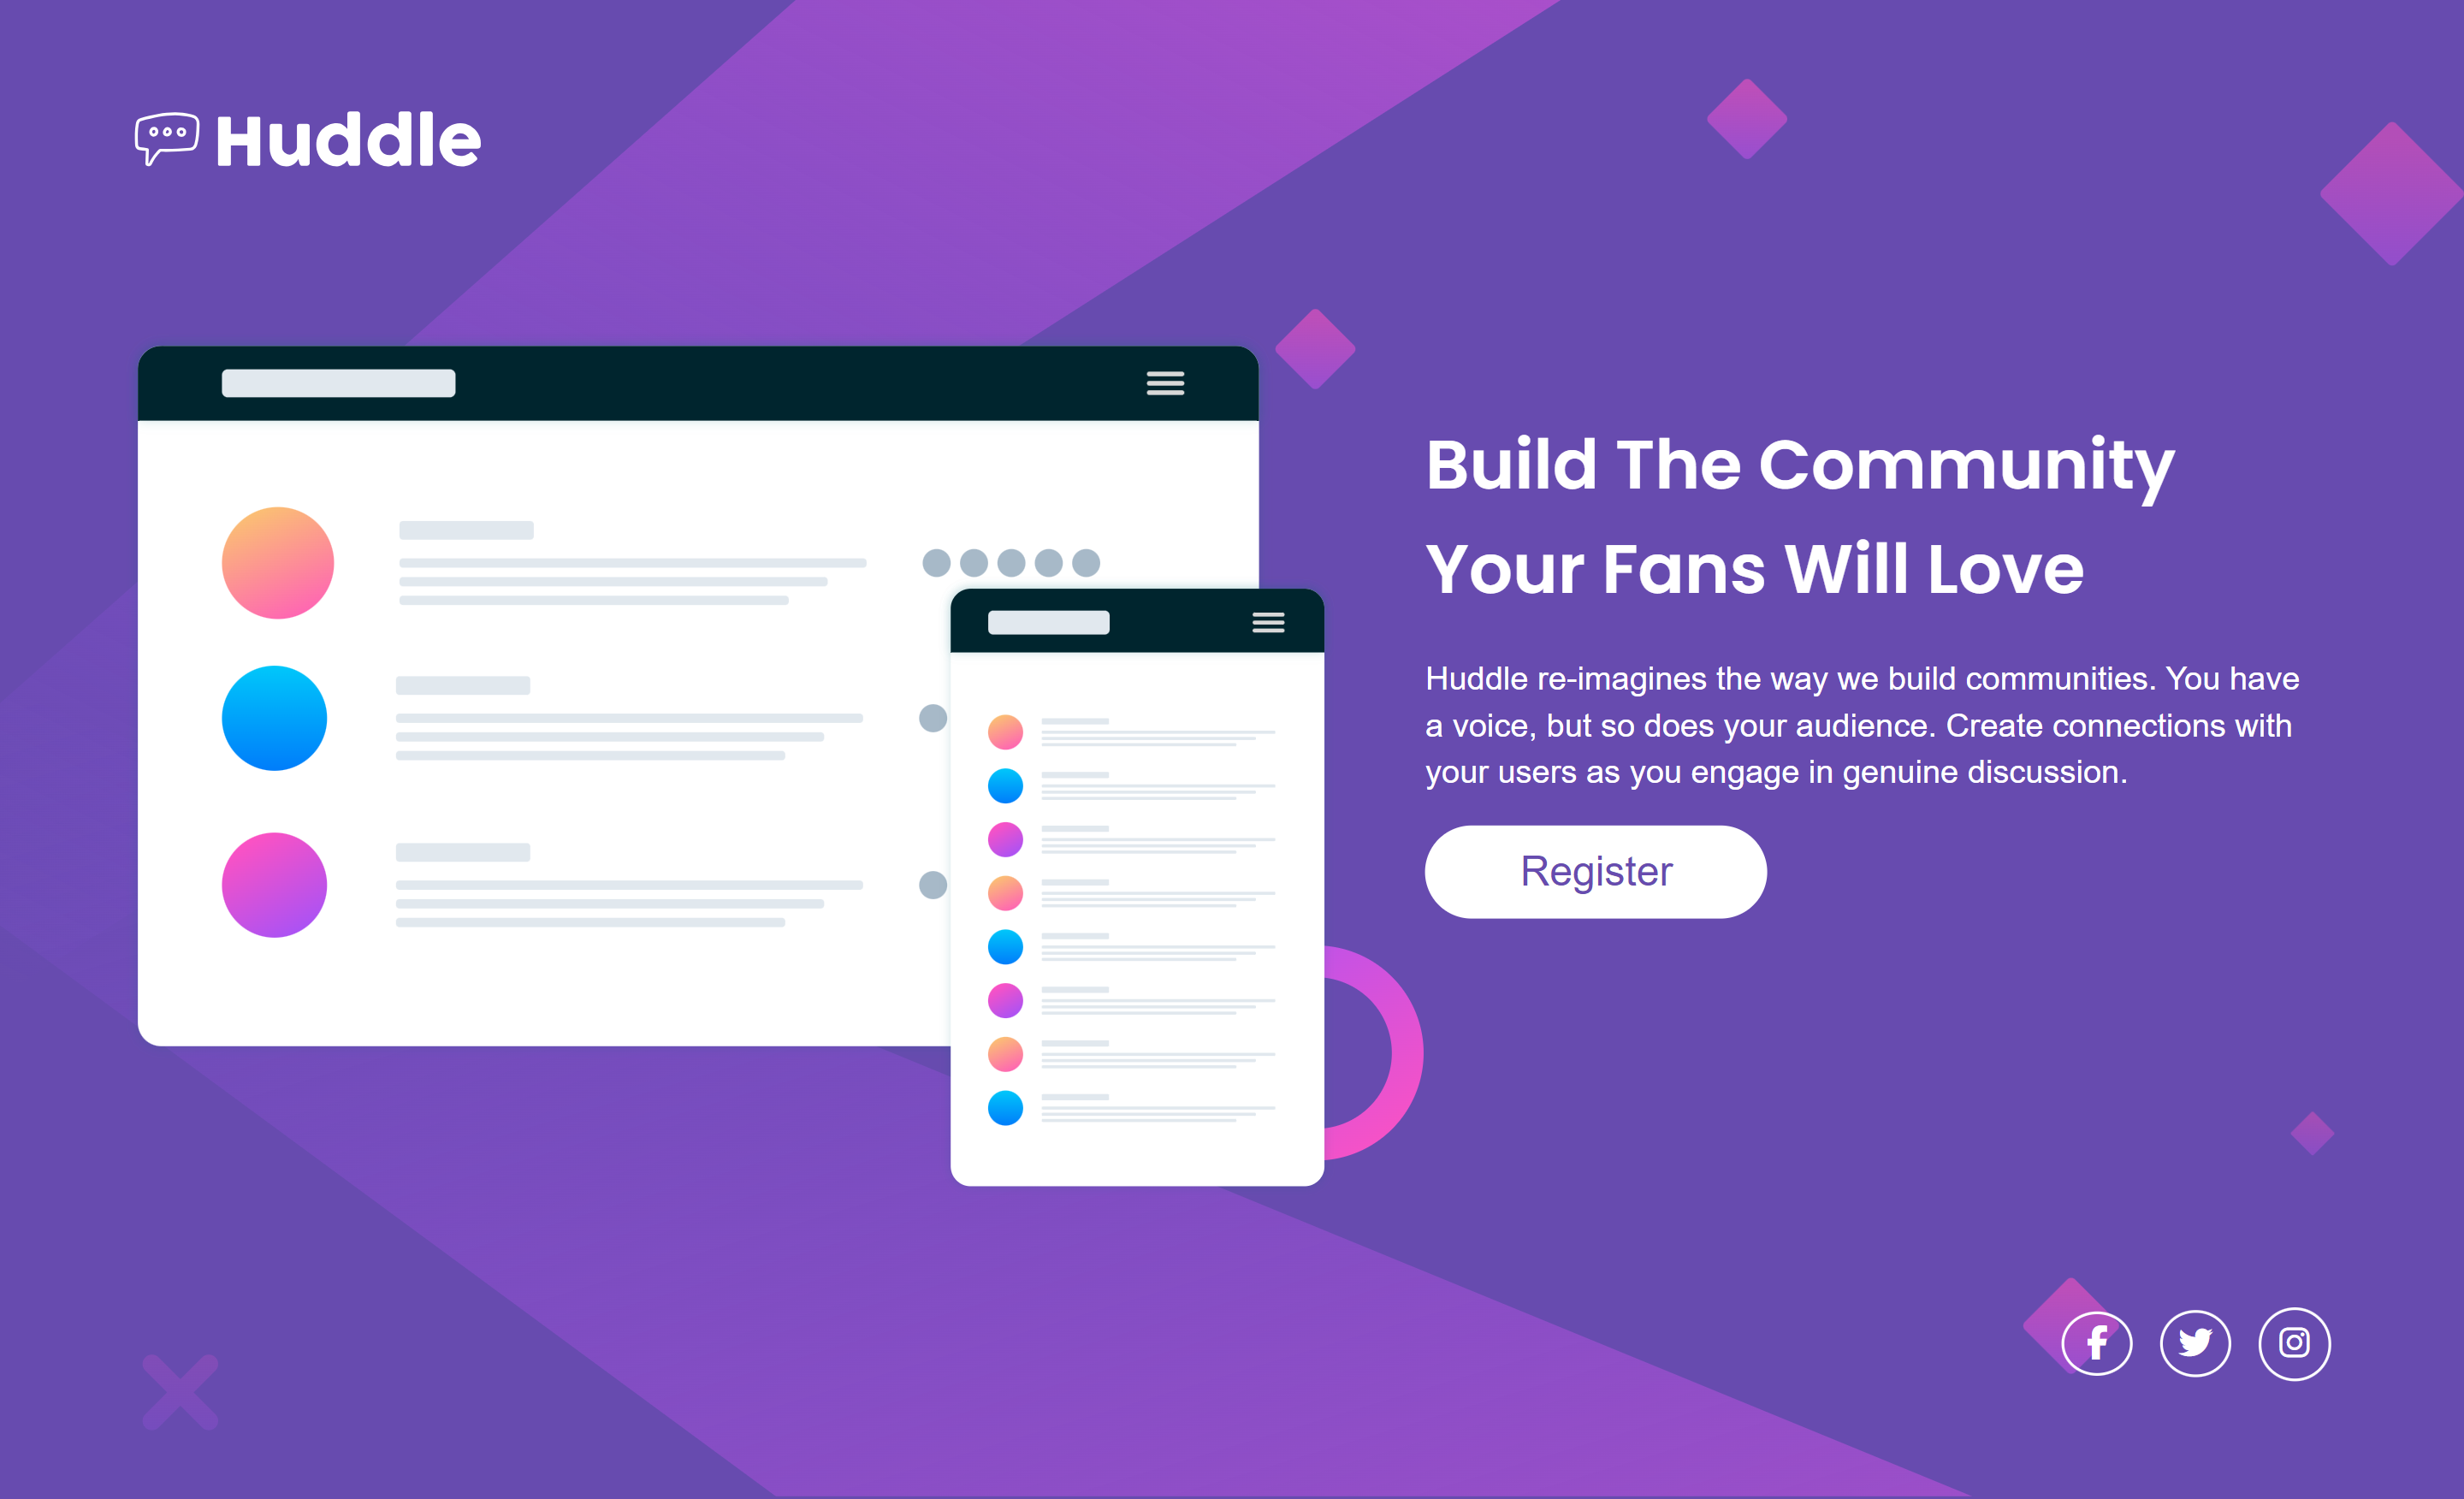 Huddle
Build The Community
Your Fans Will Love
Huddle re-imagines the way we build communities. You have
a voice, but so does your audience. Create connections with
your users as you engage in genuine discussion.
Register